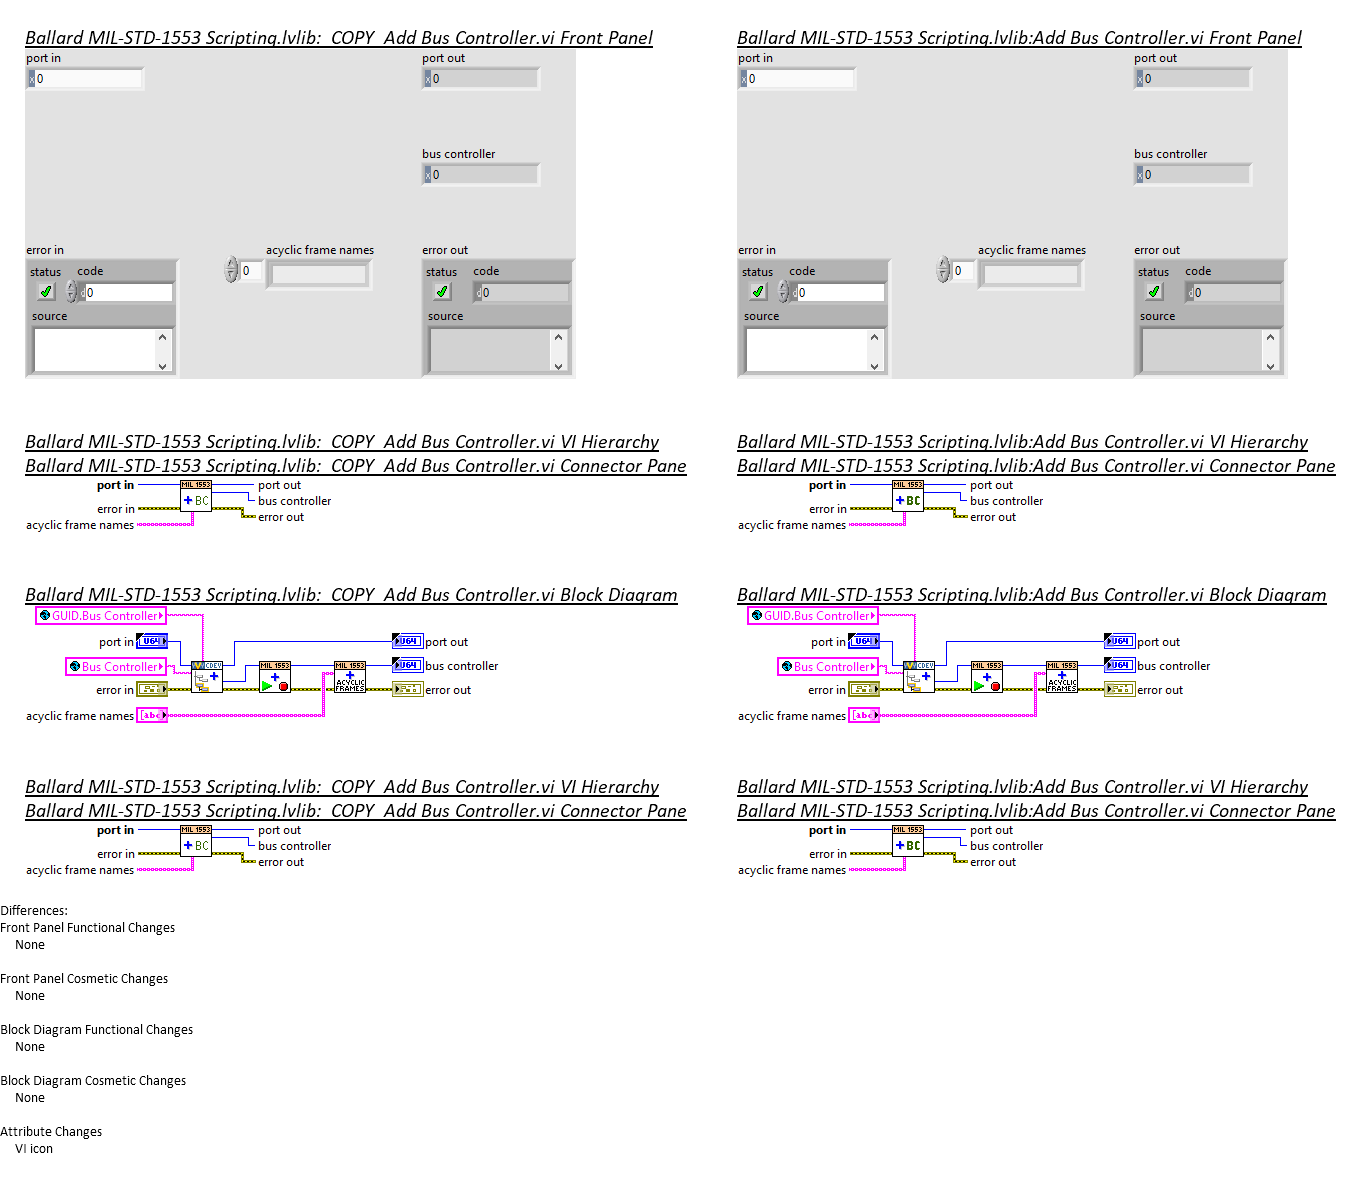 Ballard MIL-STD-1553 Scripting.lvlib:  COPY  Add Bus Controller.vi Front Panel
port in
x 0
port out
x 0
bus controller
x 0
error in
status
code
d 0
source
0
acyclic frame names
error out
status
code
d 0
source
Ballard MIL-STD-1553 Scripting.lvlib:Add Bus Controller.vi Front Panel
port in
x 0
port out
x 0
bus controller
x 0
error in
status
code
d 0
source
0
acyclic frame names
error out
status
code
d 0
source
Ballard MIL-STD-1553 Scripting.lvlib:  COPY  Add Bus Controller.vi VI Hierarchy
Ballard MIL-STD-1553 Scripting.lvlib:  COPY  Add Bus Controller.vi Connector Pane
port in
MIL 1553
+ BC
port out
bus controller
error in
error out
acyclic frame names
Ballard MIL-STD-1553 Scripting.lvlib:Add Bus Controller.vi VI Hierarchy
Ballard MIL-STD-1553 Scripting.lvlib:Add Bus Controller.vi Connector Pane
port in
MIL 1553
+BC
port out
bus controller
error in
error out
acyclic frame names
Ballard MIL-STD-1553 Scripting.lvlib:  COPY  Add Bus Controller.vi Block Diagram
GUID.Bus Controller
port in
U64
U64
port out
Bus Controller
CDEV
MIL 1553
MIL 1553
ACYCLIC
FRAMES
U64
bus controller
error in
error out
acyclic frame names
[abc
Ballard MIL-STD-1553 Scripting.lvlib:Add Bus Controller.vi Block Diagram
GUID.Bus Controller
port in
U64
U64
port out
Bus Controller
CDEV
MIL 1553
MIL 1553
ACYCLIC
FRAMES
U64
bus controller
error in
error out
acyclic frame names
[abc
Ballard MIL-STD-1553 Scripting.lvlib:  COPY  Add Bus Controller.vi VI Hierarchy
Ballard MIL-STD-1553 Scripting.lvlib:  COPY  Add Bus Controller.vi Connector Pane
port in
MIL 1553
+ BC
port out
bus controller
error in
error out
acyclic frame names
Ballard MIL-STD-1553 Scripting.lvlib:Add Bus Controller.vi VI Hierarchy
Ballard MIL-STD-1553 Scripting.lvlib:Add Bus Controller.vi Connector Pane
port in
MIL 1553
+BC
port out
bus controller
error in
error out
acyclic frame names
Differences:
Front Panel Functional Changes
None
Front Panel Cosmetic Changes
None
Block Diagram Functional Changes
None
Block Diagram Cosmetic Changes
None
Attribute Changes
VI icon